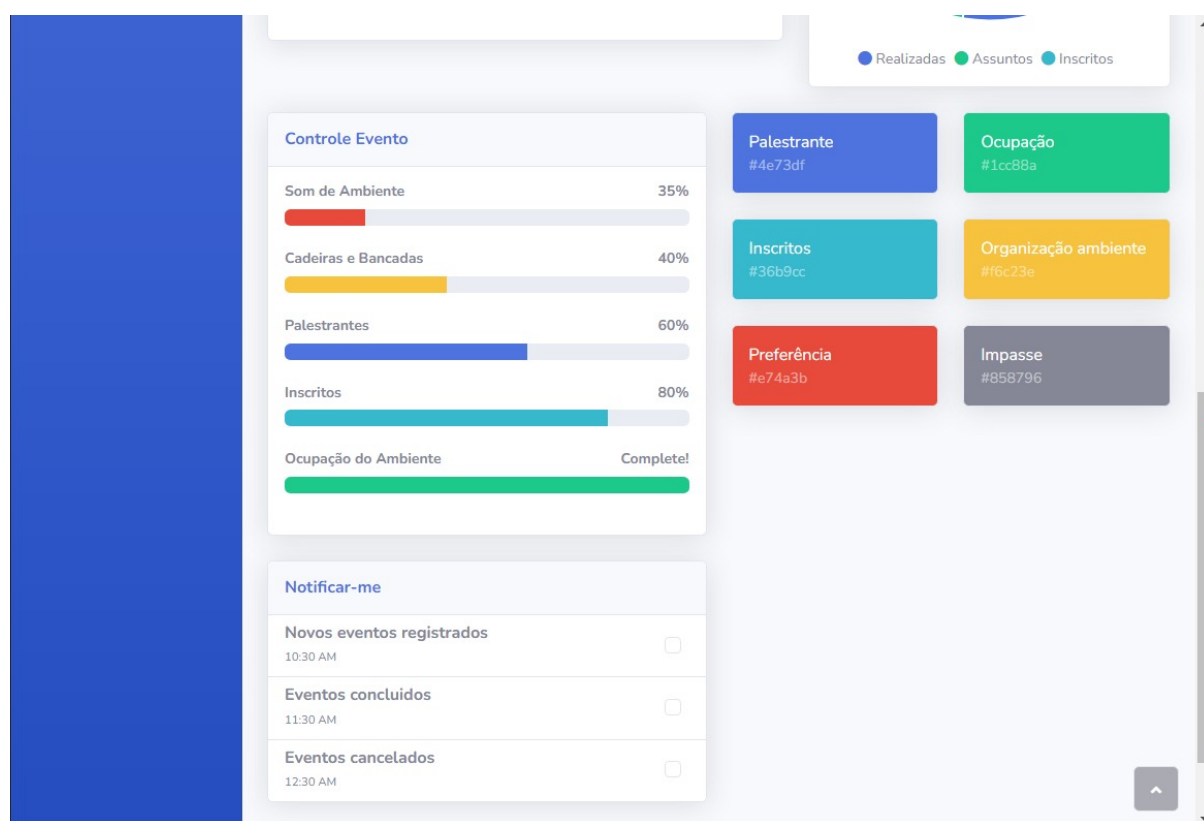 Realizadas Assuntos Inscritos
Controle Evento
Som de Ambiente 35%
Cadeiras e Bancadas 40%
Palestrantes 60%
Inscritos 80%
Ocupação do Ambiente Complete!
Palestrante
#4e73df
Ocupação
#1cc88a
Inscritos
#36b9cc
Organização ambiente
#f6c23e
Preferência
#e74a3b
Impasse
#858796
Notificar-me
Novos eventos registrados
10:30 AM
Eventos concluidos
11:30 AM
Eventos cancelados
12:30 AM